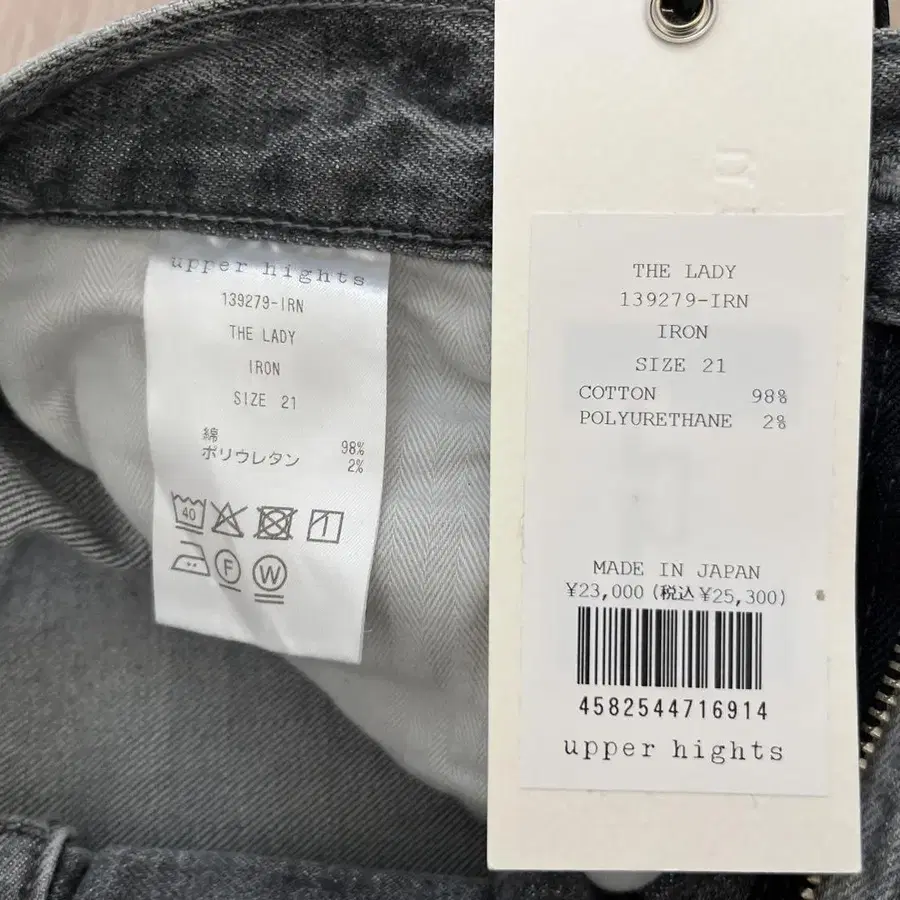 upper hights
139279-IRN
THE LADY
IRON
SIZE 21
綿 98%
ポリウレタン 2%
40
F W
THE LADY
139279-IRN
IRON
SIZE 21
COTTON 98%
POLYURETHANE 2%
MADE IN JAPAN
¥23,000(税込¥25,300)
4582544716914
upper hights